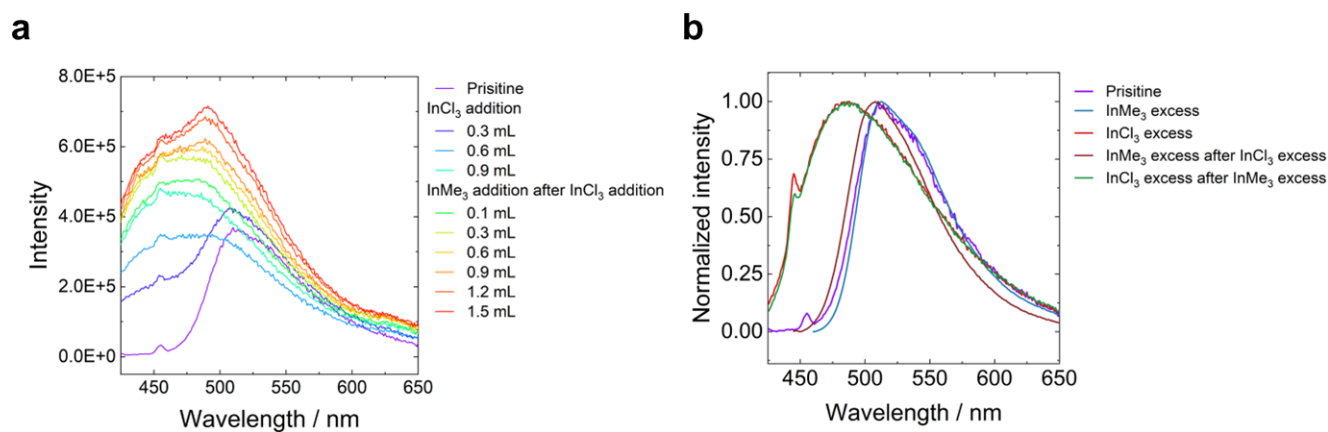 a
8.0E+5
6.0E+5
4.0E+5
2.0E+5
0.0E+0
Intensity
450 500 550 600 650
Wavelength / nm
Prisitine
InCl₃ addition
0.3 mL
0.6 mL
0.9 mL
InMe₃ addition after InCl₃ addition
0.1 mL
0.3 mL
0.6 mL
0.9 mL
1.2 mL
1.5 mL
b
1.00
0.75
0.50
0.25
0.00
Normalized intensity
450 500 550 600 650
Wavelength / nm
Prisitine
InMe₃ excess
InCl₃ excess
InMe₃ excess after InCl₃ excess
InCl₃ excess after InMe₃ excess